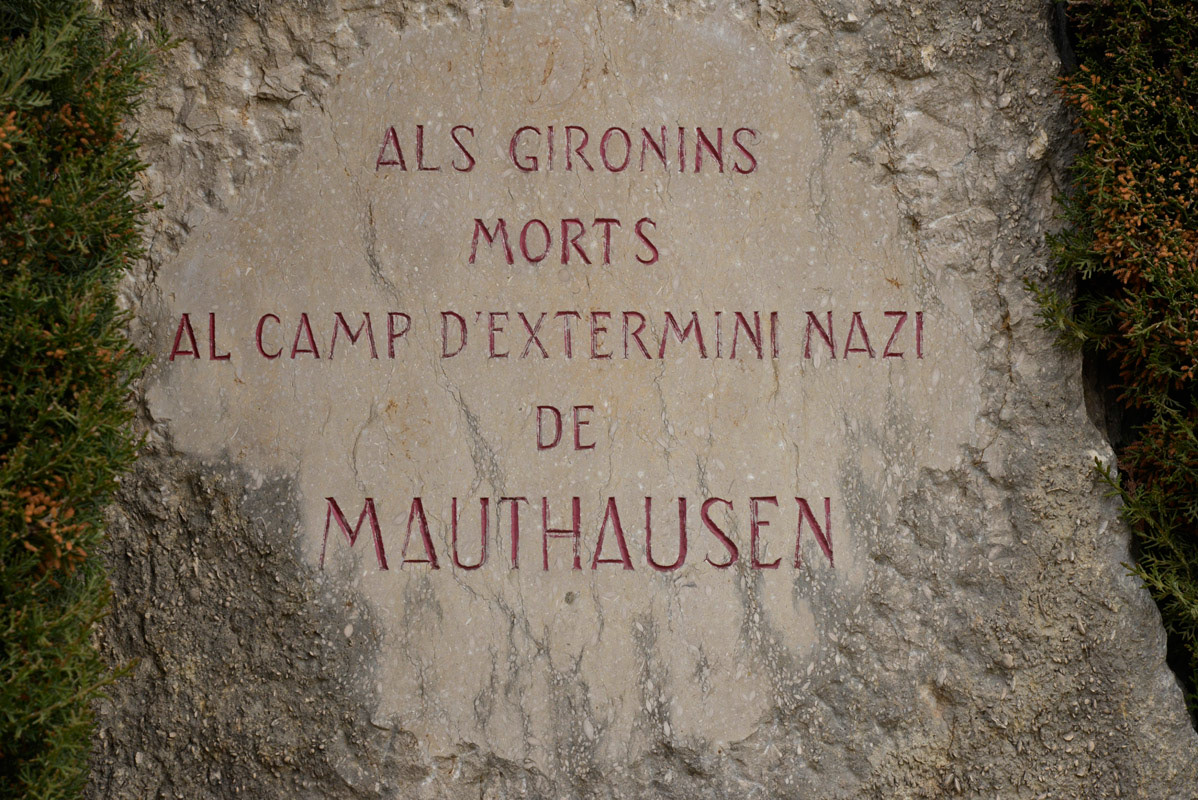 ALS GIRONINS
MORTS
AL CAMP D'EXTERMINI NAZI
DE
MAUTHAUSEN